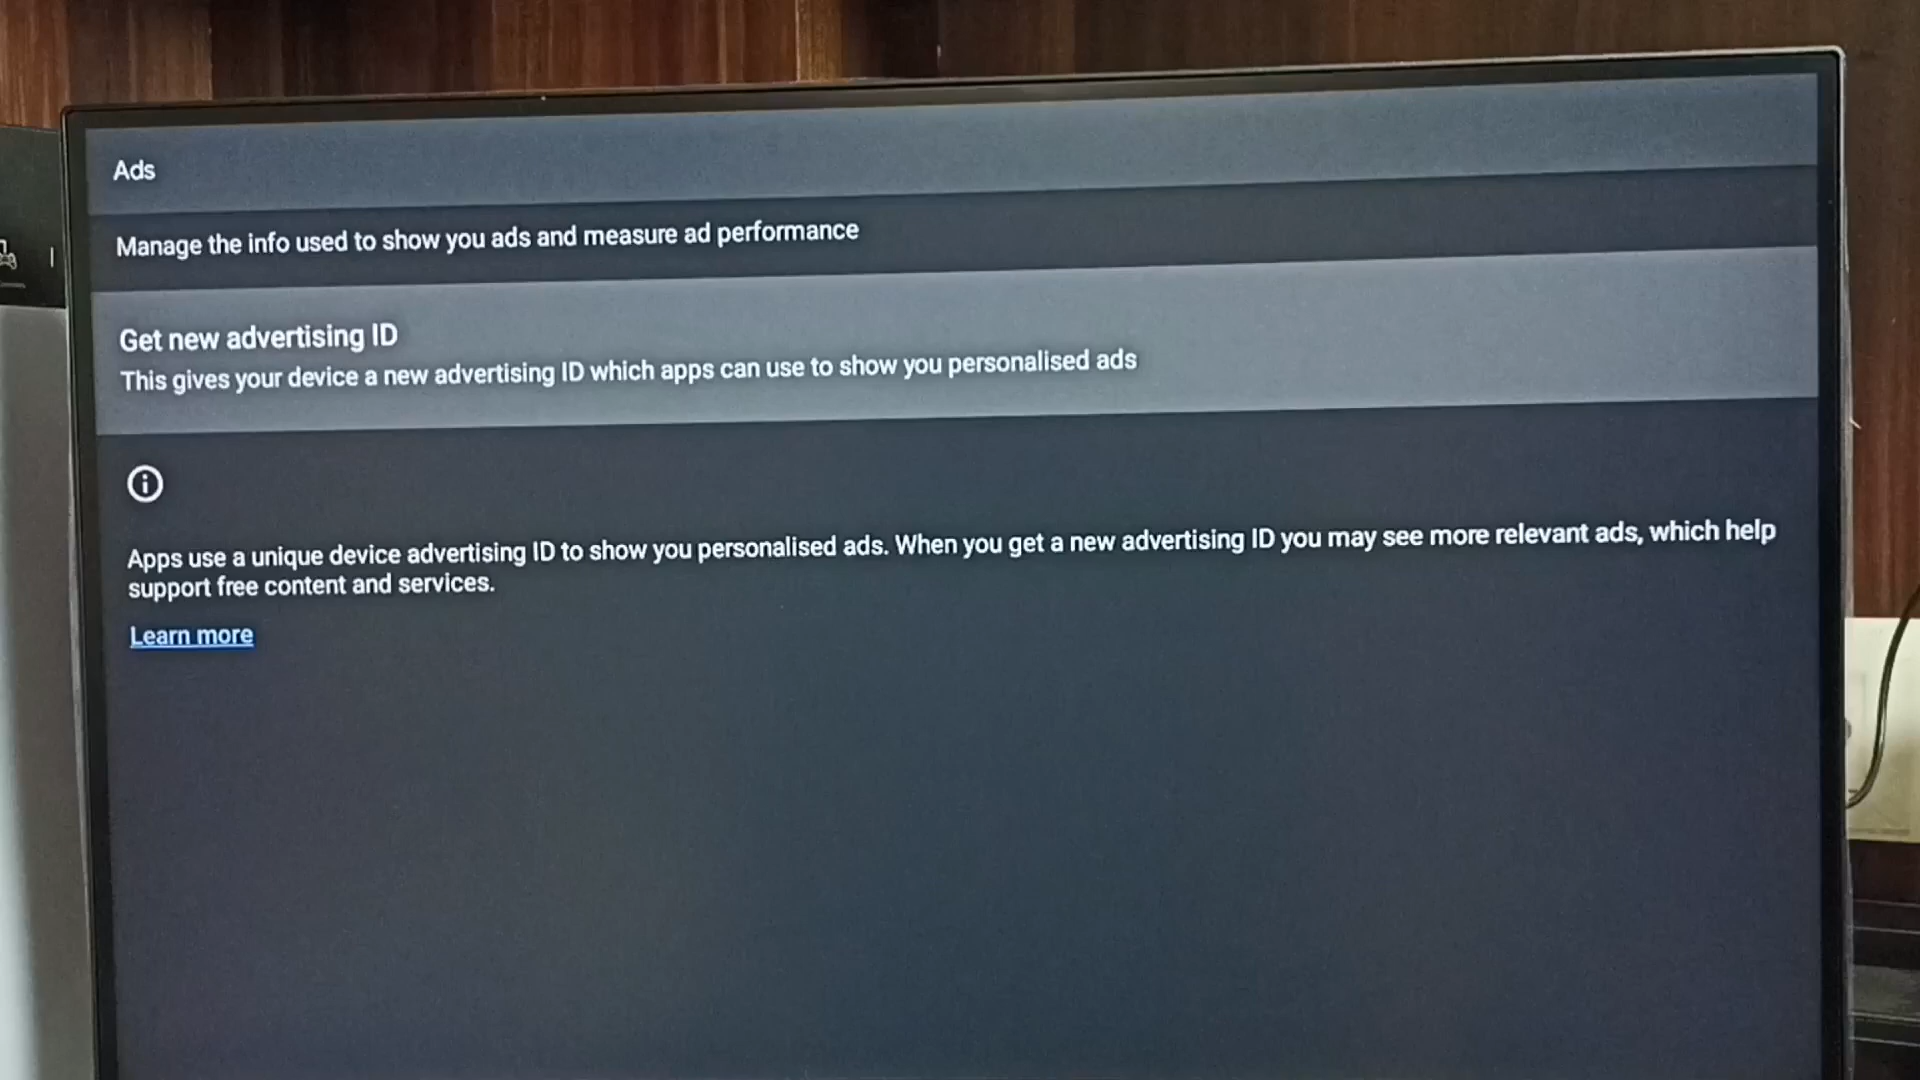 Ads
Manage the info used to show you ads and measure ad performance
Get new advertising ID
This gives your device a new advertising ID which apps can use to show you personalised ads
Apps use a unique device advertising ID to show you personalised ads. When you get a new advertising ID you may see more relevant ads, which help
support free content and services.
Learn more